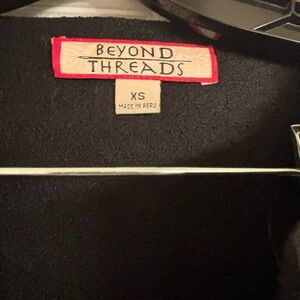 BEYOND
THREADS
XS
MADE IN PERU